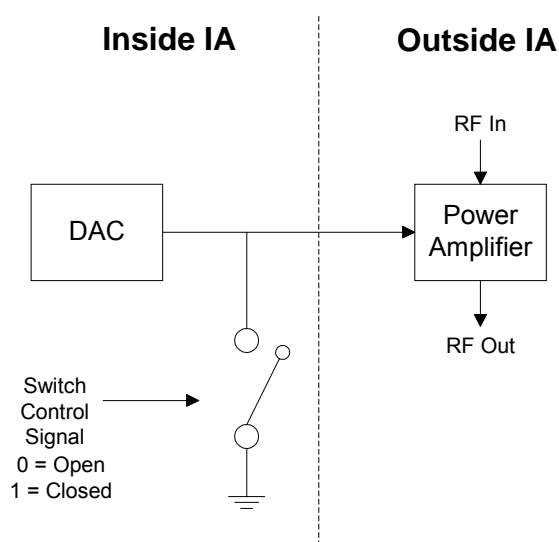 Inside IA
Outside IA
RF In
DAC
Power
Amplifier
RF Out
Switch
Control
Signal
0 = Open
1 = Closed